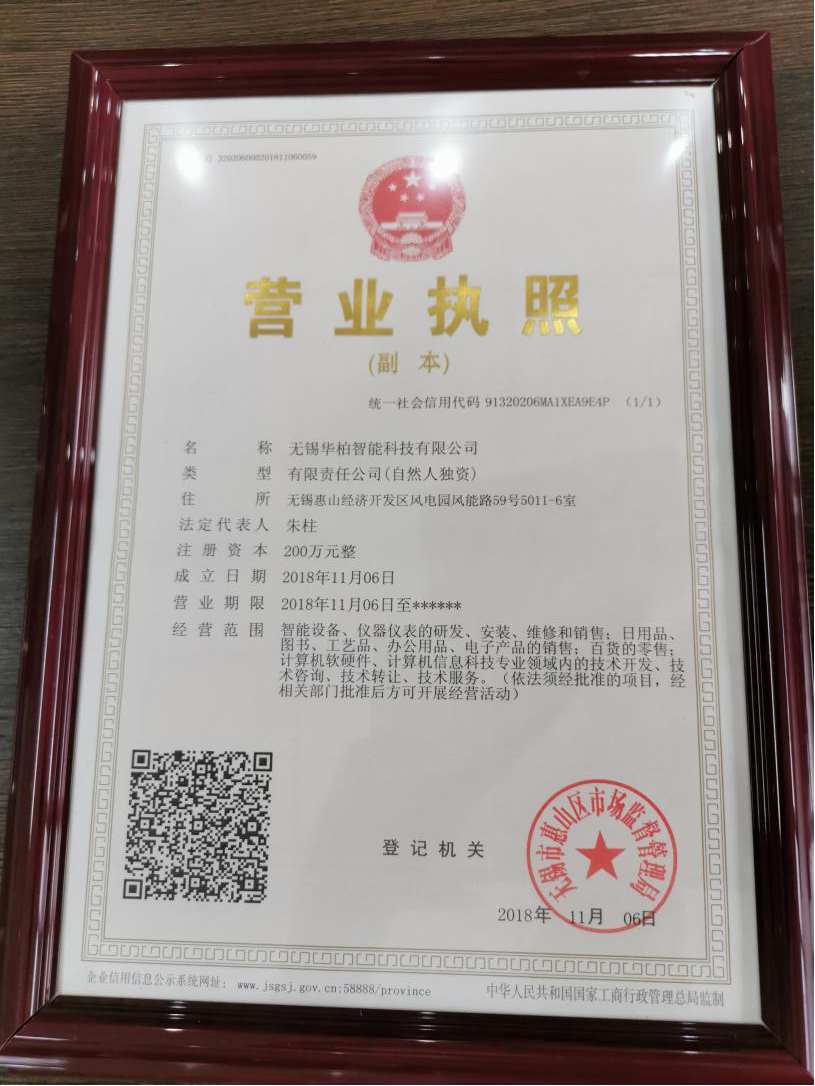 320206000201811060059
营业执照
(副 本)
统一社会信用代码 91320206MA1XEA9E4P （1/1）
名 称 无锡华柏智能科技有限公司
类 型 有限责任公司(自然人独资)
住 所 无锡惠山经济开发区风电园风能路59号5011-6室
法定代表人 朱柱
注册资本 200万元整
成立日期 2018年11月06日
营业期限 2018年11月06日至******
经营范围 智能设备、仪器仪表的研发、安装、维修和销售；日用品、
图书、工艺品、办公用品、电子产品的销售；百货的零售；
计算机软硬件、计算机信息科技专业领域内的技术开发、技
术咨询、技术转让、技术服务。（依法须经批准的项目，经
相关部门批准后方可开展经营活动）
登记机关
无锡市惠山区市场监督管理局
2018年 11月 06日
企业信用信息公示系统网址：www.jsgsj.gov.cn:58888/province
中华人民共和国国家工商行政管理总局监制